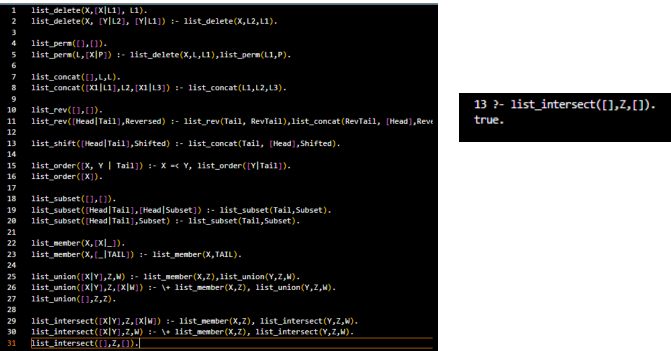 1 list_delete(X,[X|L1], L1).
2 list_delete(X, [Y|L2], [Y|L1]) :- list_delete(X,L2,L1).
3
4 list_perm([],[]).
5 list_perm(L,[X|P]) :- list_delete(X,L,L1),list_perm(L1,P).
6
7 list_concat([],L,L).
8 list_concat([X1|L1],L2,[X1|L3]) :- list_concat(L1,L2,L3).
9
10 list_rev([],[]).
11 list_rev([Head|Tail],Reversed) :- list_rev(Tail, RevTail),list_concat(RevTail, [Head],Reve
12
13 list_shift([Head|Tail],Shifted) :- list_concat(Tail, [Head],Shifted).
14
15 list_order([X, Y | Tail]) :- X =< Y, list_order([Y|Tail]).
16 list_order([X]).
17
18 list_subset([],[]).
19 list_subset([Head|Tail],[Head|Subset]) :- list_subset(Tail,Subset).
20 list_subset([Head|Tail],Subset) :- list_subset(Tail,Subset).
21
22 list_member(X,[X|_]).
23 list_member(X,[_|TAIL]) :- list_member(X,TAIL).
24
25 list_union([X|Y],Z,W) :- list_member(X,Z),list_union(Y,Z,W).
26 list_union([X|Y],Z,[X|W]) :- \+ list_member(X,Z), list_union(Y,Z,W).
27 list_union([],Z,Z).
28
29 list_intersect([X|Y],Z,[X|W]) :- list_member(X,Z), list_intersect(Y,Z,W).
30 list_intersect([X|Y],Z,W) :- \+ list_member(X,Z), list_intersect(Y,Z,W).
31 list_intersect([],Z,[]).
13 ?- list_intersect([],Z,[]).
true.